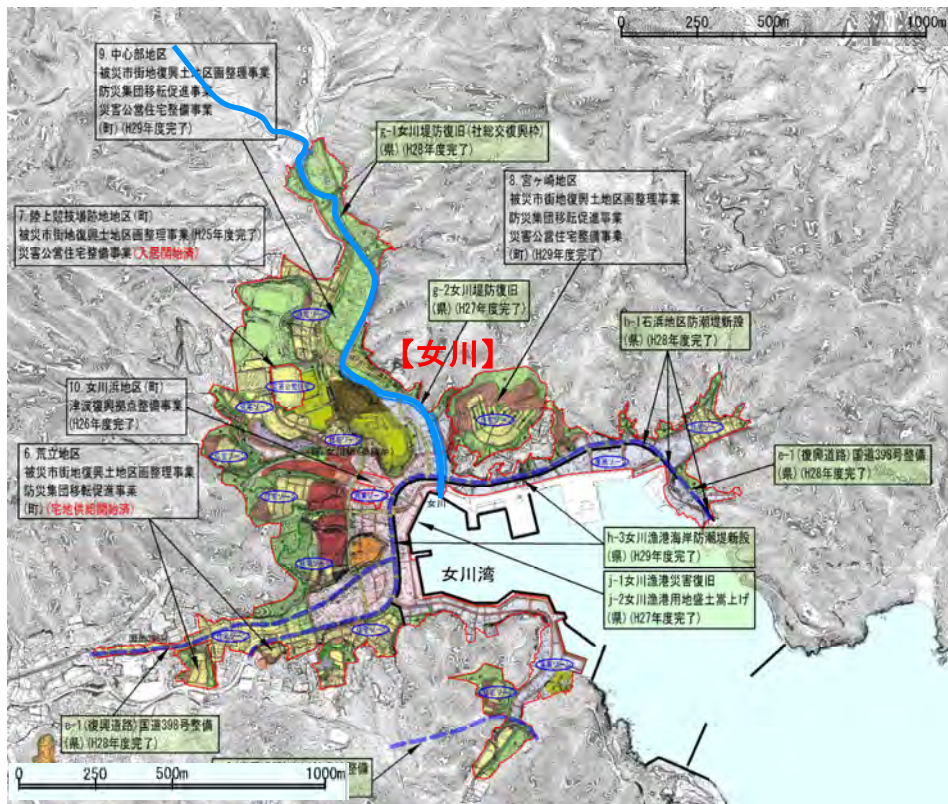 0 250 500m 1000m
9. 中心部地区
被災市街地復興土地区画整理事業
防災集団移転促進事業
災害公営住宅整備事業
(町)(H29年度完了)
g-1女川堤防復旧(社総交復興枠)
(県)(H28年度完了)
8. 宮ヶ崎地区
被災市街地復興土地区画整理事業
防災集団移転促進事業
災害公営住宅整備事業
(町)(H29年度完了)
7. 陸上競技場跡地地区(町)
被災市街地復興土地区画整理事業(H25年度完了)
災害公営住宅整備事業(入居開始済)
g-2女川堤防復旧
(県)(H27年度完了)
h-1石浜地区防潮堤新設
(県)(H28年度完了)
【女川】
10. 女川浜地区(町)
津波復興拠点整備事業
(H26年度完了)
6. 荒立地区
被災市街地復興土地区画整理事業
防災集団移転促進事業
(町)(宅地供給開始済)
e-1(復興道路)国道398号整備
(県)(H28年度完了)
女川
h-3女川漁港海岸防潮堤新設
(県)(H29年度完了)
女川湾
j-1女川漁港災害復旧
j-2女川漁港用地盛土嵩上げ
(県)(H27年度完了)
e-1(復興道路)国道398号整備
(県)(H28年度完了)
整備
0 250 500m 1000m